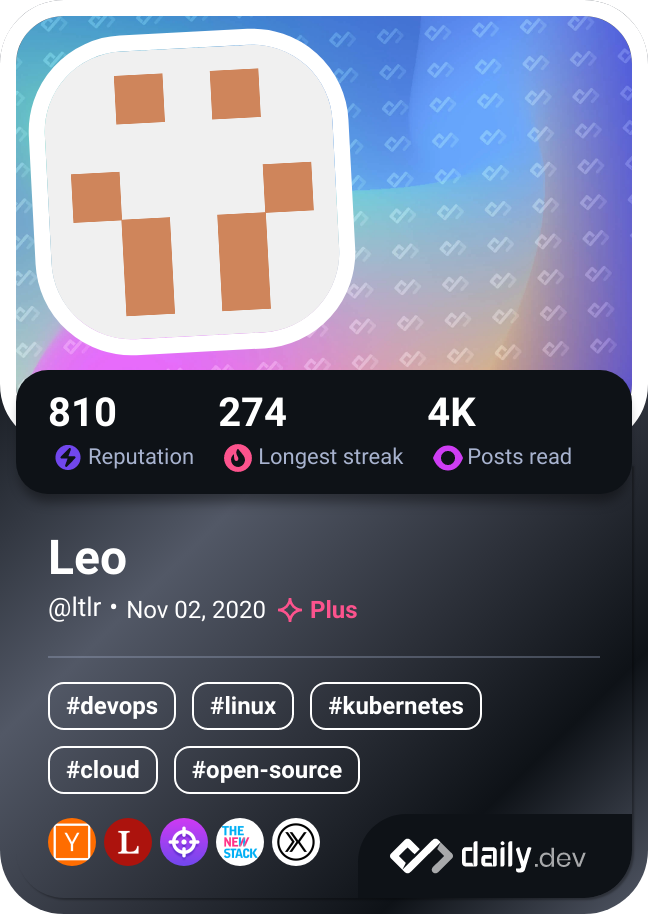 810 274 4K
Reputation Longest streak Posts read
Leo
@ltlr • Nov 02, 2020 Plus
#devops #linux #kubernetes
#cloud #open-source
Y L THE NEW STACK
daily.dev